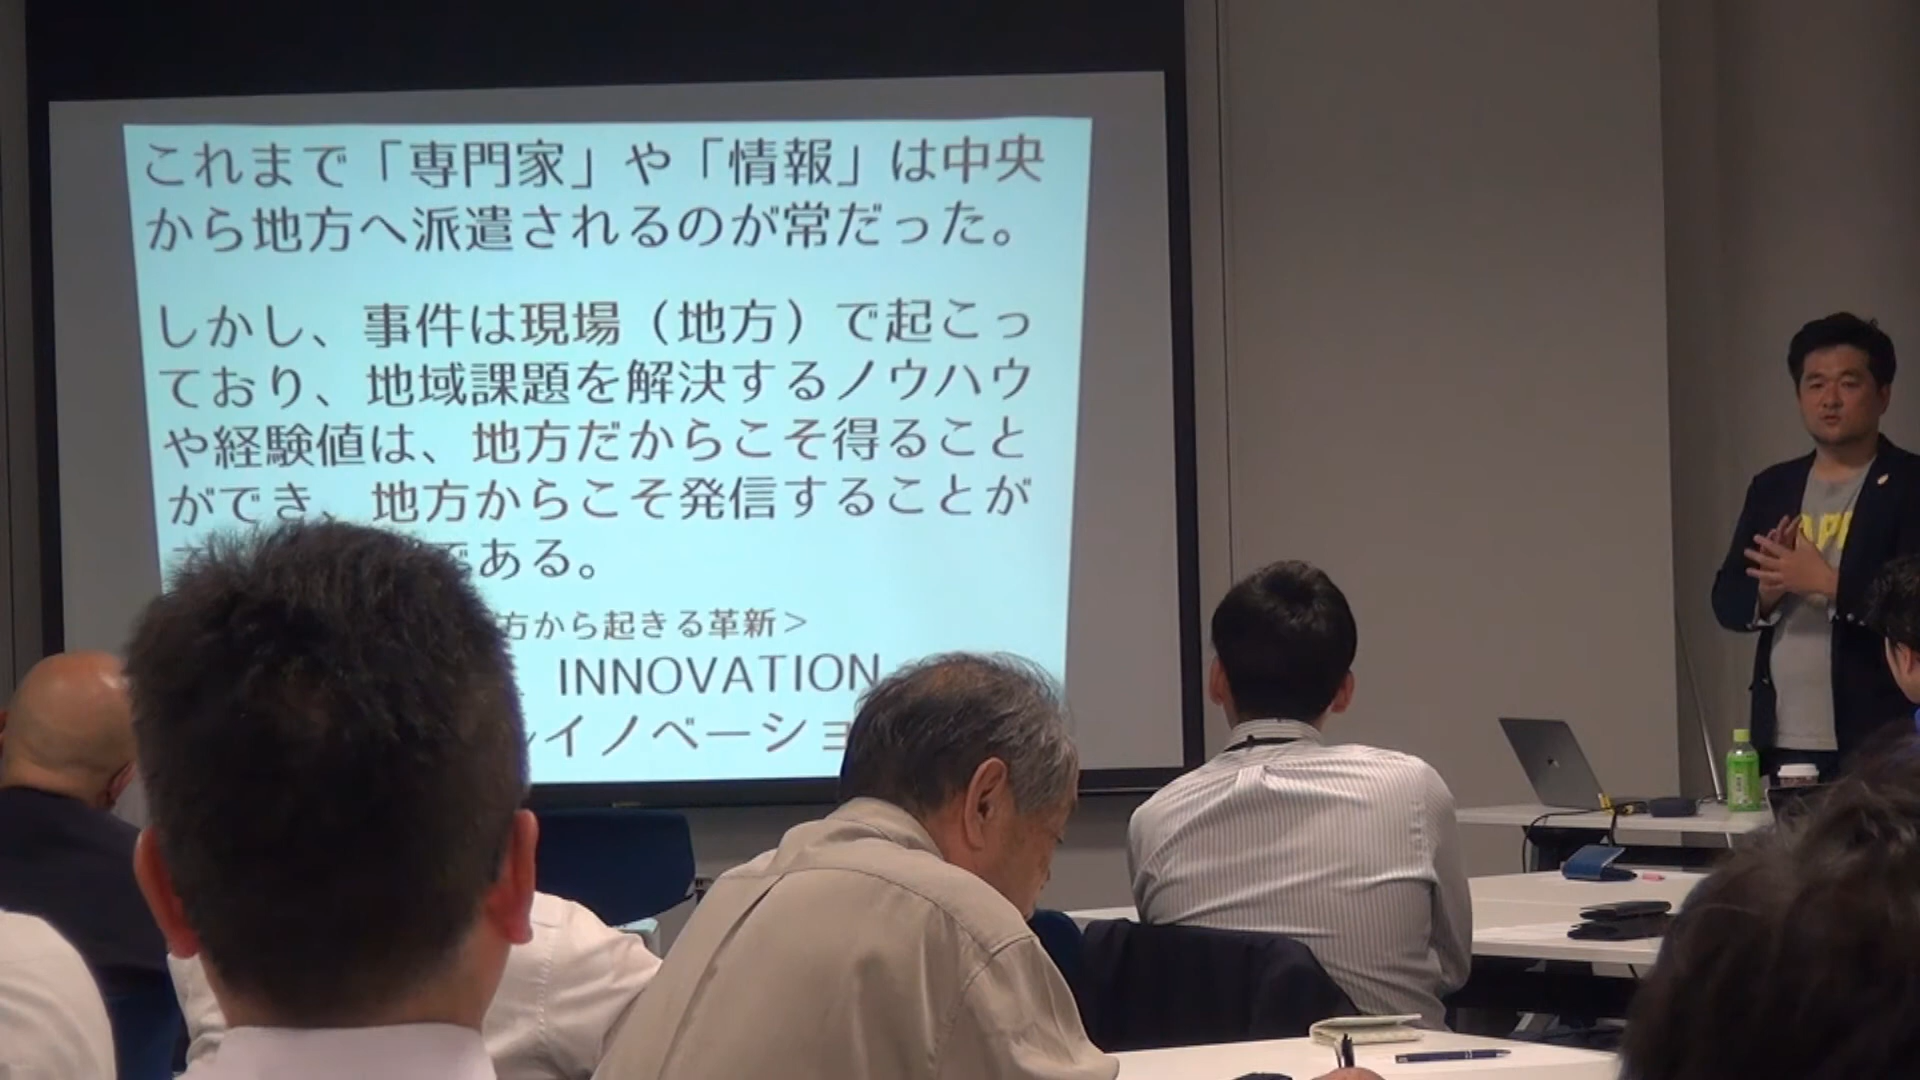 これまで「専門家」や「情報」は中央
から地方へ派遣されるのが常だった。
しかし、事件は現場（地方）で起こっ
ており、地域課題を解決するノウハウ
や経験値は、地方だからこそ得ること
ができ、地方からこそ発信することが
である。
方から起きる革新＞
INNOVATION
イノベーショ